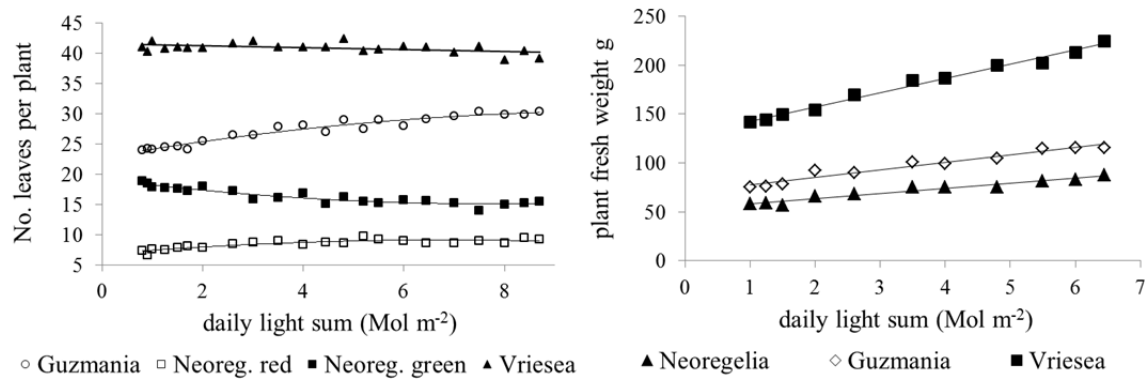 No. leaves per plant
45
40
35
30
25
20
15
10
5
0 2 4 6 8
daily light sum (Mol m⁻²)
Guzmania Neoreg. red Neoreg. green Vriesea
plant fresh weight g
250
200
150
100
50
0
0 1 2 3 4 5 6 7
daily light sum (Mol m⁻²)
Neoregelia Guzmania Vriesea